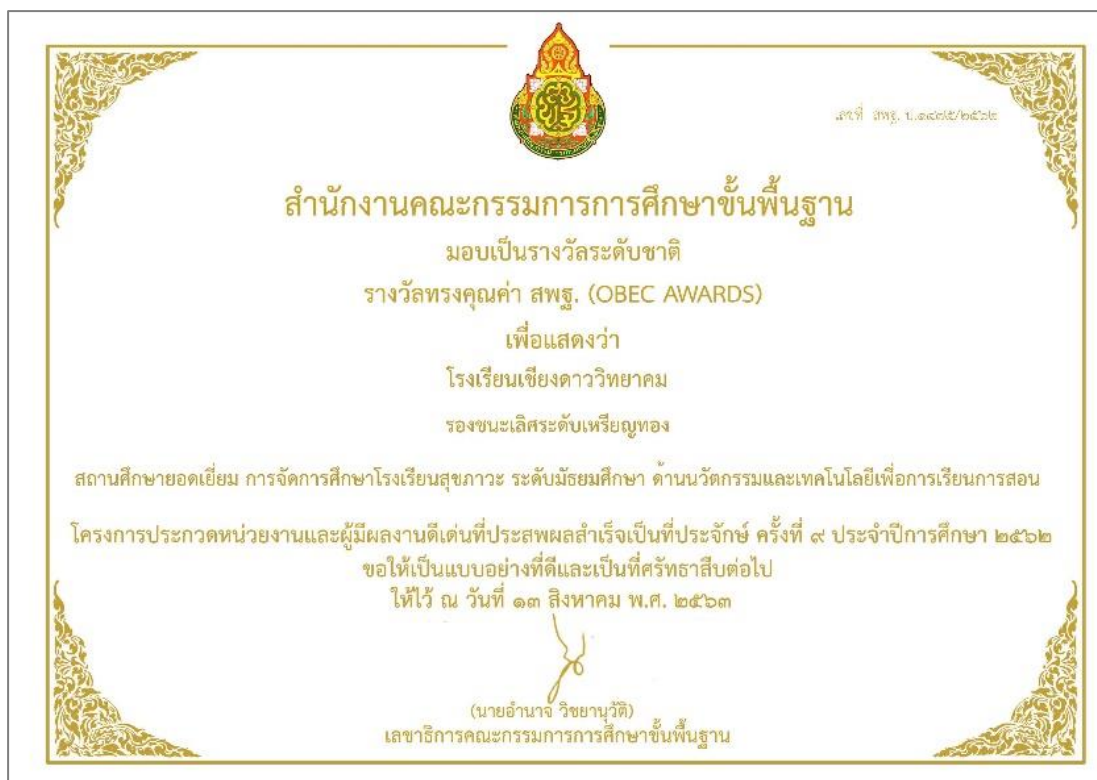 เลขที่ สพฐ.
สำนักงานคณะกรรมการการศึกษาขั้นพื้นฐาน
มอบเป็นรางวัลระดับชาติ
รางวัลทรงคุณค่า สพฐ. (OBEC AWARDS)
เพื่อแสดงว่า
โรงเรียนเชียงดาววิทยาคม
รองชนะเลิศระดับเหรียญทอง
สถานศึกษายอดเยี่ยม การจัดการศึกษาโรงเรียนสุขภาวะ ระดับมัธยมศึกษา ด้านนวัตกรรมและเทคโนโลยีเพื่อการเรียนการสอน
โครงการประกวดหน่วยงานและผู้มีผลงานดีเด่นที่ประสพผลสำเร็จเป็นที่ประจักษ์ ครั้งที่ ๙ ประจำปีการศึกษา ๒๕๖๒
ขอให้เป็นแบบอย่างที่ดีและเป็นที่ศรัทธาสืบต่อไป
ให้ไว้ ณ วันที่ ๑๓ สิงหาคม พ.ศ. ๒๕๖๓
(นายอำนาจ วิชยานุวัติ)
เลขาธิการคณะกรรมการการศึกษาขั้นพื้นฐาน